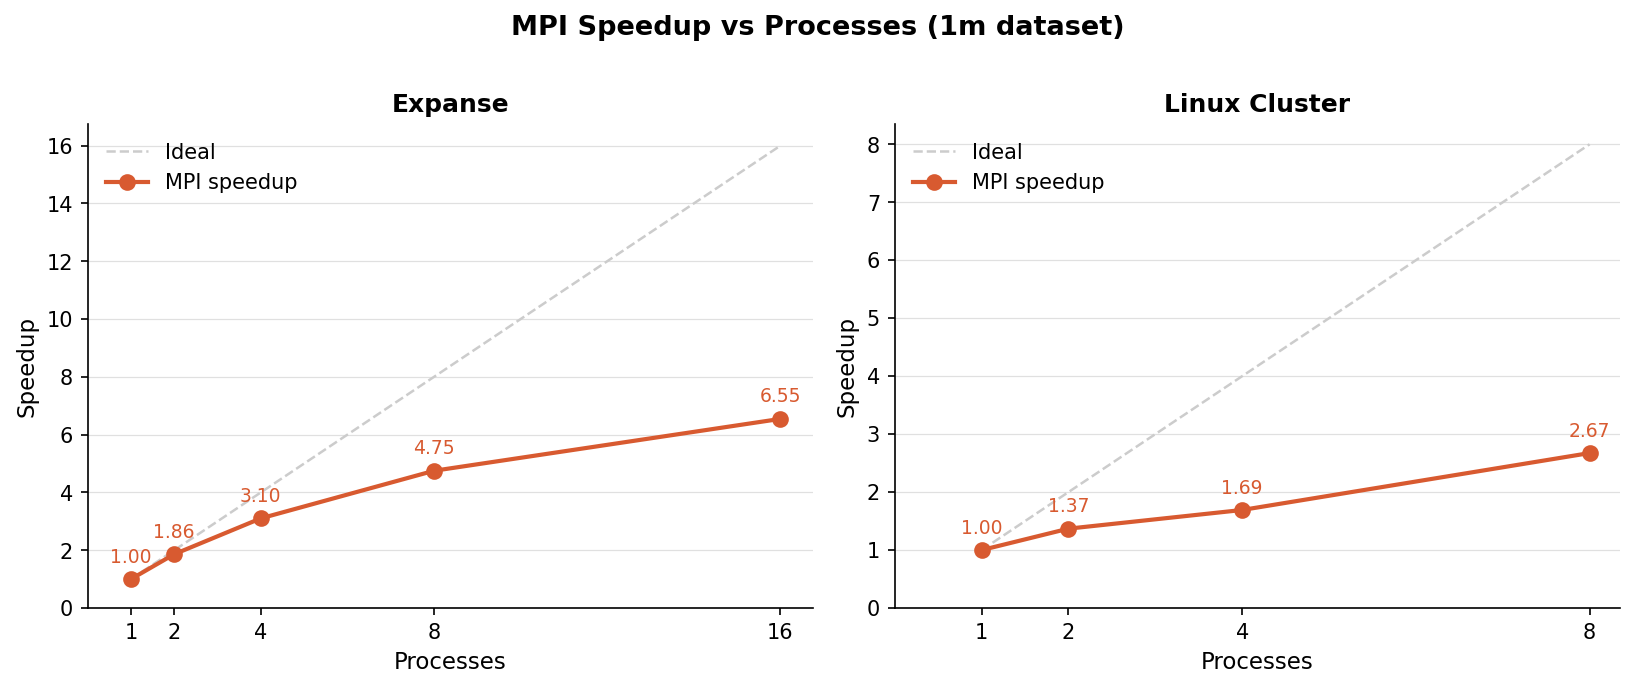 MPI Speedup vs Processes (1m dataset)
Expanse
Ideal
MPI speedup
Speedup
16
14
12
10
8
6
4
2
0
1.00
1.86
3.10
4.75
6.55
1 2 4 8 16
Processes
Linux Cluster
Ideal
MPI speedup
Speedup
8
7
6
5
4
3
2
1
0
1.00
1.37
1.69
2.67
1 2 4 8
Processes